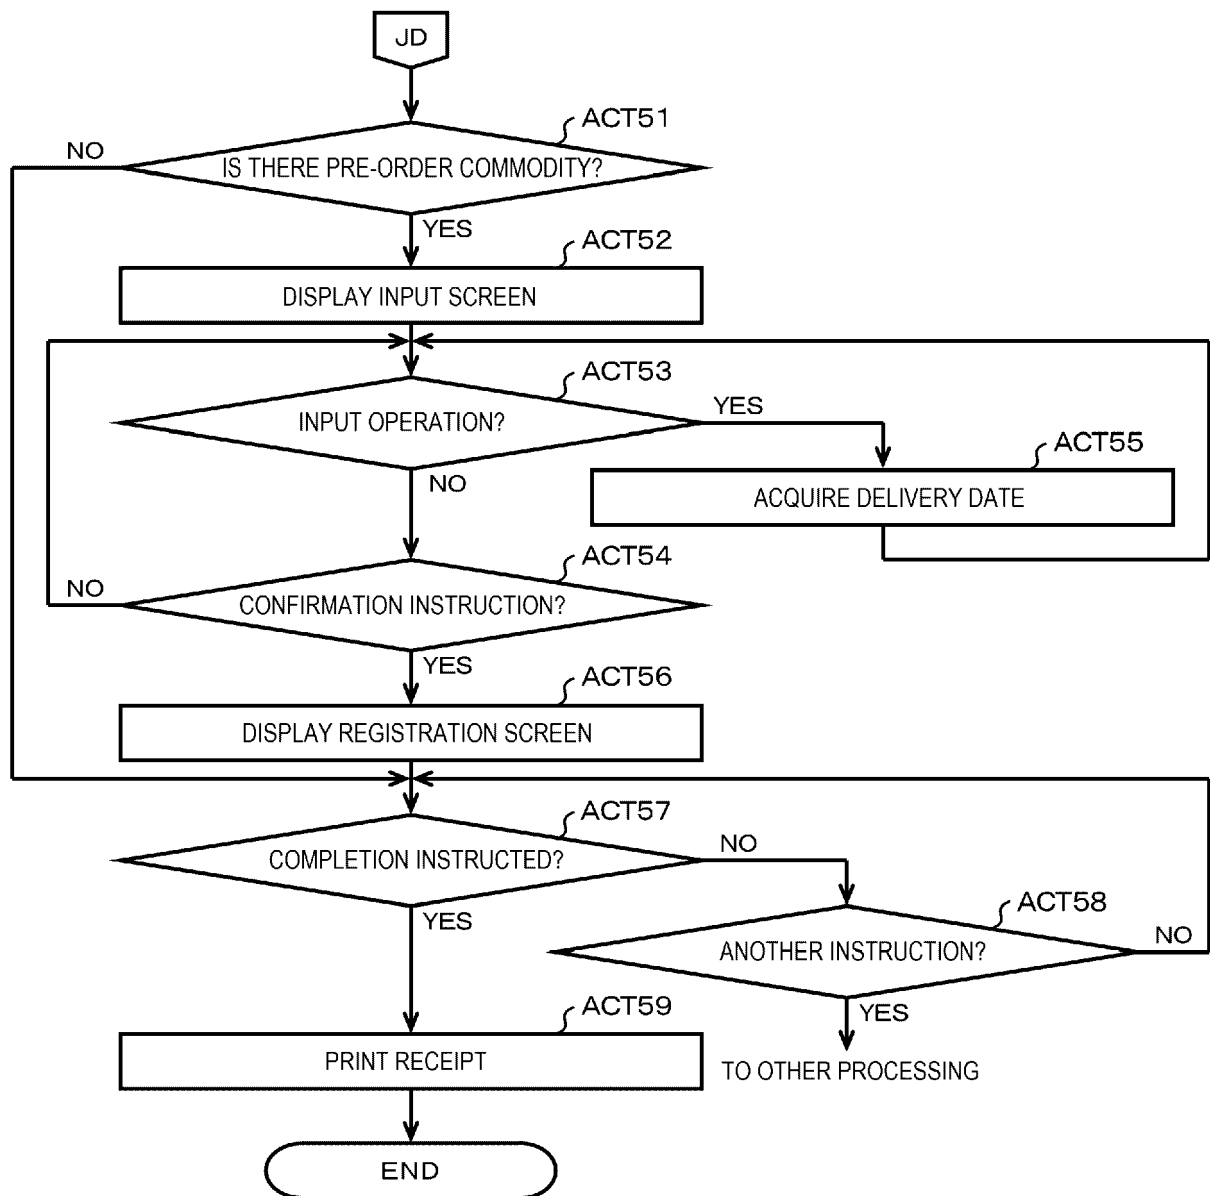 JD
ACT51
NO
IS THERE PRE-ORDER COMMODITY?
YES
ACT52
DISPLAY INPUT SCREEN
ACT53
INPUT OPERATION?
YES
ACT55
NO
ACQUIRE DELIVERY DATE
ACT54
NO
CONFIRMATION INSTRUCTION?
YES
ACT56
DISPLAY REGISTRATION SCREEN
ACT57
COMPLETION INSTRUCTED?
NO
YES
ACT58
ANOTHER INSTRUCTION?
NO
ACT59
YES
PRINT RECEIPT
TO OTHER PROCESSING
END